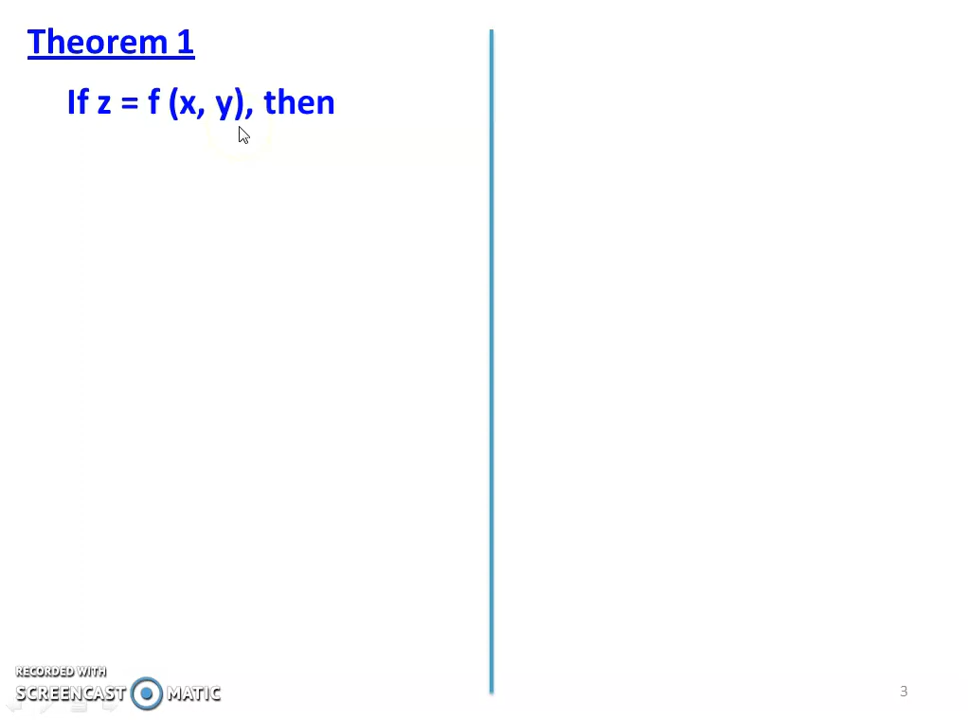 Theorem 1
If z = f (x, y), then
RECORDED WITH
SCREENCAST MATIC
3